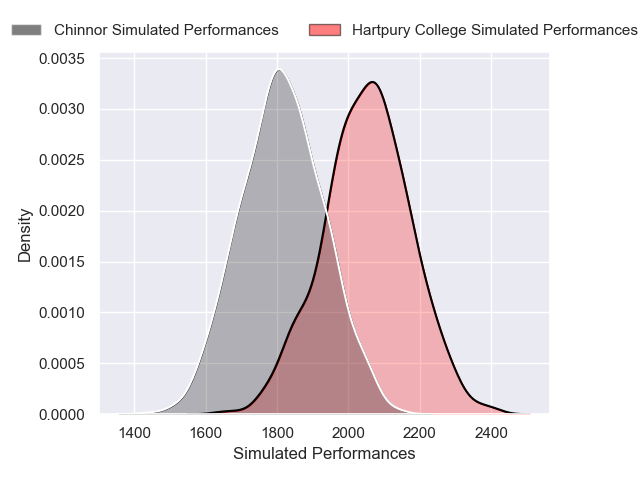 Chinnor Simulated Performances
Hartpury College Simulated Performances
0.0035
0.0030
0.0025
0.0020
0.0015
0.0010
0.0005
0.0000
Density
1400 1600 1800 2000 2200 2400
Simulated Performances